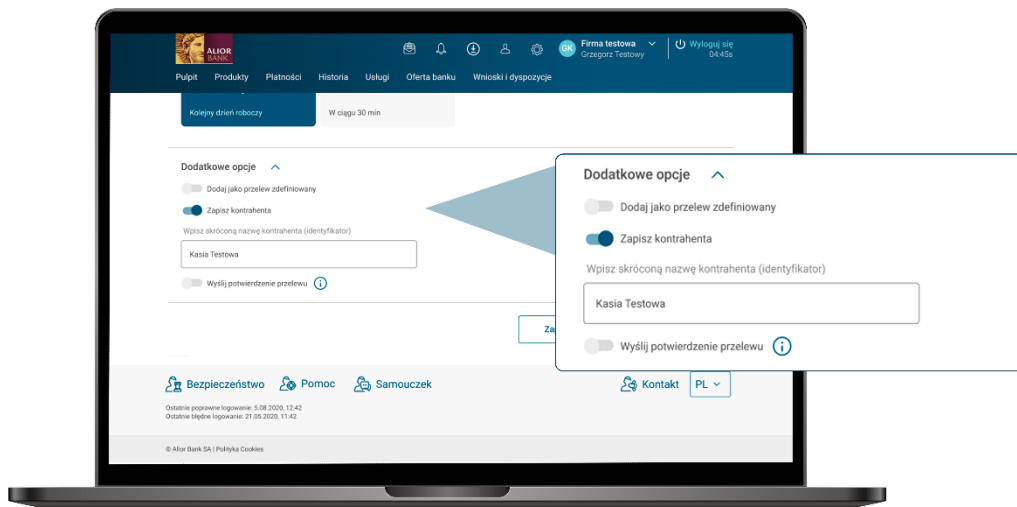 ALIOR
BANK
GK
Firma testowa
Grzegorz Testowy
Wyloguj się
04:45s
Pulpit Produkty Płatności Historia Usługi Oferta banku Wnioski i dyspozycje
Kolejny dzień roboczy
W ciągu 30 min
Dodatkowe opcje
Dodaj jako przelew zdefiniowany
Zapisz kontrahenta
Wpisz skróconą nazwę kontrahenta (identyfikator)
Kasia Testowa
Wyślij potwierdzenie przelewu
Dodatkowe opcje
Dodaj jako przelew zdefiniowany
Zapisz kontrahenta
Wpisz skróconą nazwę kontrahenta (identyfikator)
Kasia Testowa
Wyślij potwierdzenie przelewu
Bezpieczeństwo Pomoc Samouczek Kontakt PL
Ostatnie poprawne logowanie: 5.08.2020, 12:42
Ostatnie błędne logowanie: 21.05.2020, 11:42
© Alior Bank SA | Polityka Cookies